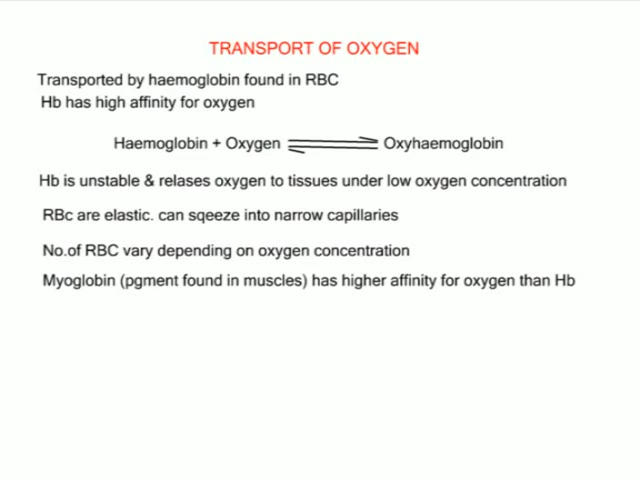 TRANSPORT OF OXYGEN
Transported by haemoglobin found in RBC
Hb has high affinity for oxygen
Haemoglobin + Oxygen ⇌ Oxyhaemoglobin
Hb is unstable & relases oxygen to tissues under low oxygen concentration
RBc are elastic. can sqeeze into narrow capillaries
No.of RBC vary depending on oxygen concentration
Myoglobin (pgment found in muscles) has higher affinity for oxygen than Hb